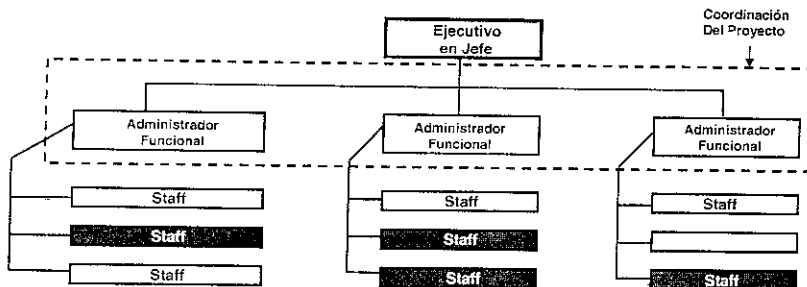 Coordinación
Del Proyecto
Ejecutivo
en Jefe
Administrador
Funcional
Administrador
Funcional
Administrador
Funcional
Staff
Staff
Staff
Staff
Staff
Staff
Staff
Staff